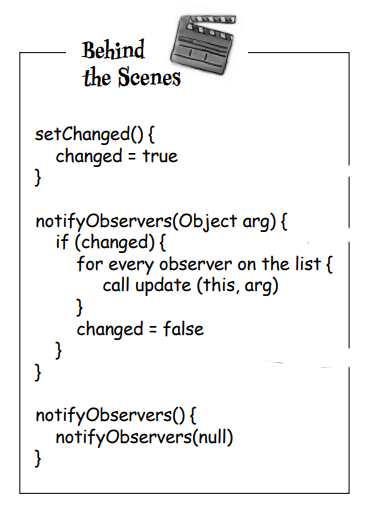 Behind
the Scenes
setChanged() {
changed = true
}
notifyObservers(Object arg) {
if (changed) {
for every observer on the list {
call update (this, arg)
}
changed = false
}
}
notifyObservers() {
notifyObservers(null)
}